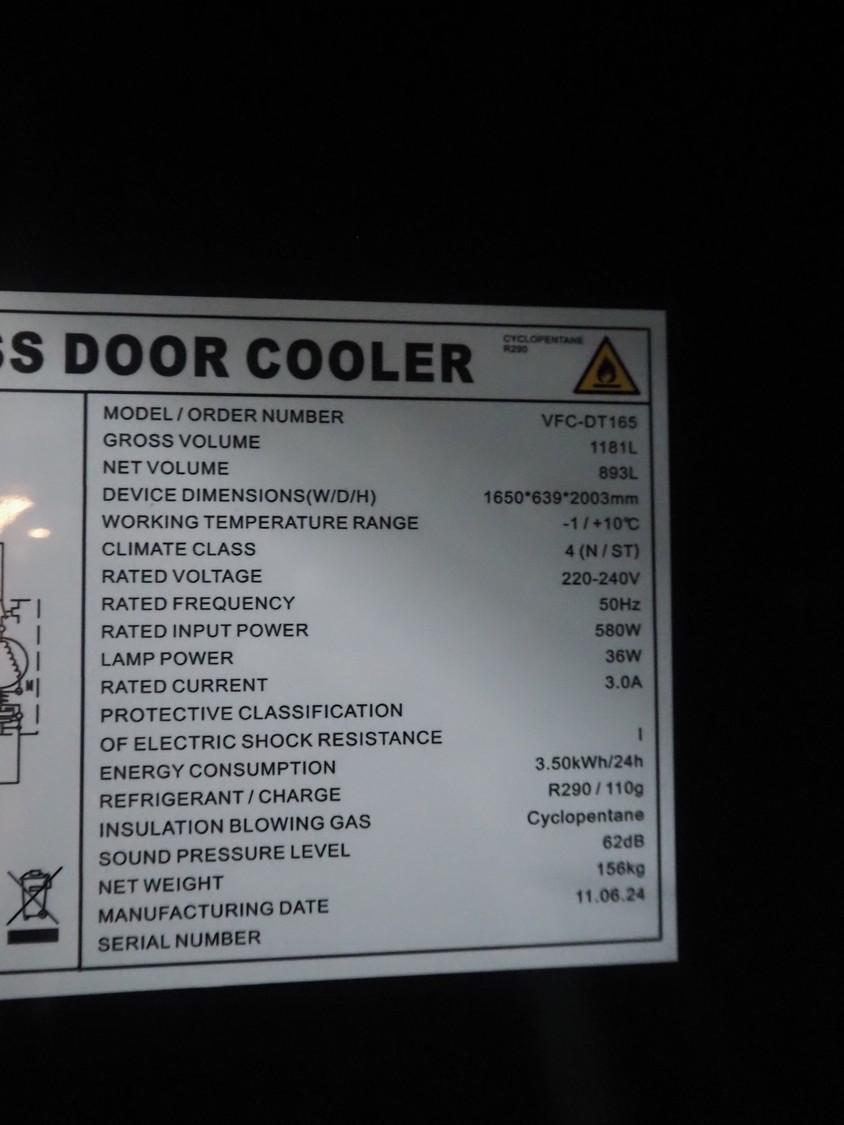 SS DOOR COOLER
CYCLOPENTANE
R290
MODEL / ORDER NUMBER VFC-DT165
GROSS VOLUME 1181L
NET VOLUME 893L
DEVICE DIMENSIONS(W/D/H) 1650*639*2003mm
WORKING TEMPERATURE RANGE -1 / +10℃
CLIMATE CLASS 4 (N / ST)
RATED VOLTAGE 220-240V
RATED FREQUENCY 50Hz
RATED INPUT POWER 580W
LAMP POWER 36W
RATED CURRENT 3.0A
PROTECTIVE CLASSIFICATION
OF ELECTRIC SHOCK RESISTANCE I
ENERGY CONSUMPTION 3.50kWh/24h
REFRIGERANT / CHARGE R290 / 110g
INSULATION BLOWING GAS Cyclopentane
SOUND PRESSURE LEVEL 62dB
NET WEIGHT 156kg
MANUFACTURING DATE 11.06.24
SERIAL NUMBER
M